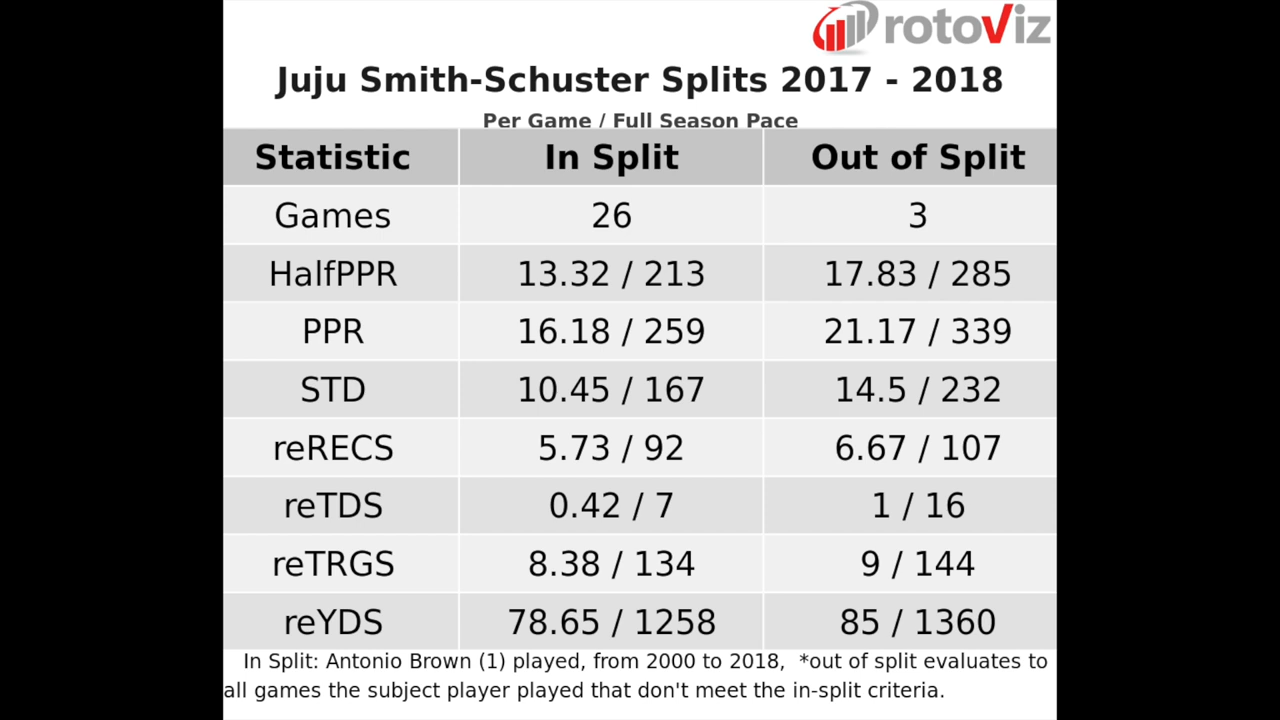 rotoviz
Juju Smith-Schuster Splits 2017 - 2018
Per Game / Full Season Pace
Statistic In Split Out of Split
Games 26 3
HalfPPR 13.32 / 213 17.83 / 285
PPR 16.18 / 259 21.17 / 339
STD 10.45 / 167 14.5 / 232
reRECS 5.73 / 92 6.67 / 107
reTDS 0.42 / 7 1 / 16
reTRGS 8.38 / 134 9 / 144
reYDS 78.65 / 1258 85 / 1360
In Split: Antonio Brown (1) played, from 2000 to 2018, *out of split evaluates to
all games the subject player played that don't meet the in-split criteria.